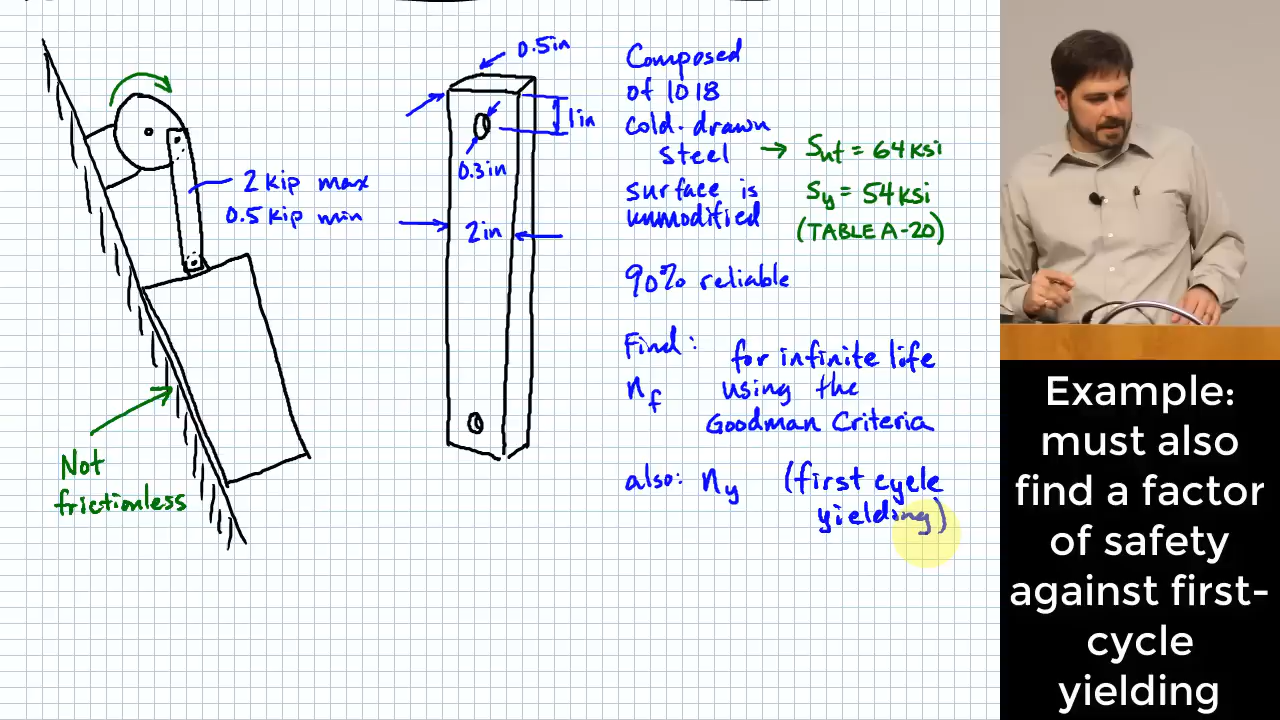 0.5in
1in
0.3in
2 kip max
0.5 kip min
2in
Not
frictionless
Composed
of 1018
cold-drawn
steel → Sut = 64 ksi
surface is
unmodified
Sy = 54 ksi
(TABLE A-20)
90% reliable
Find: for infinite life
nf using the
Goodman Criteria
also: ny (first cycle
yielding)
Example:
must also
find a factor
of safety
against first-
cycle
yielding